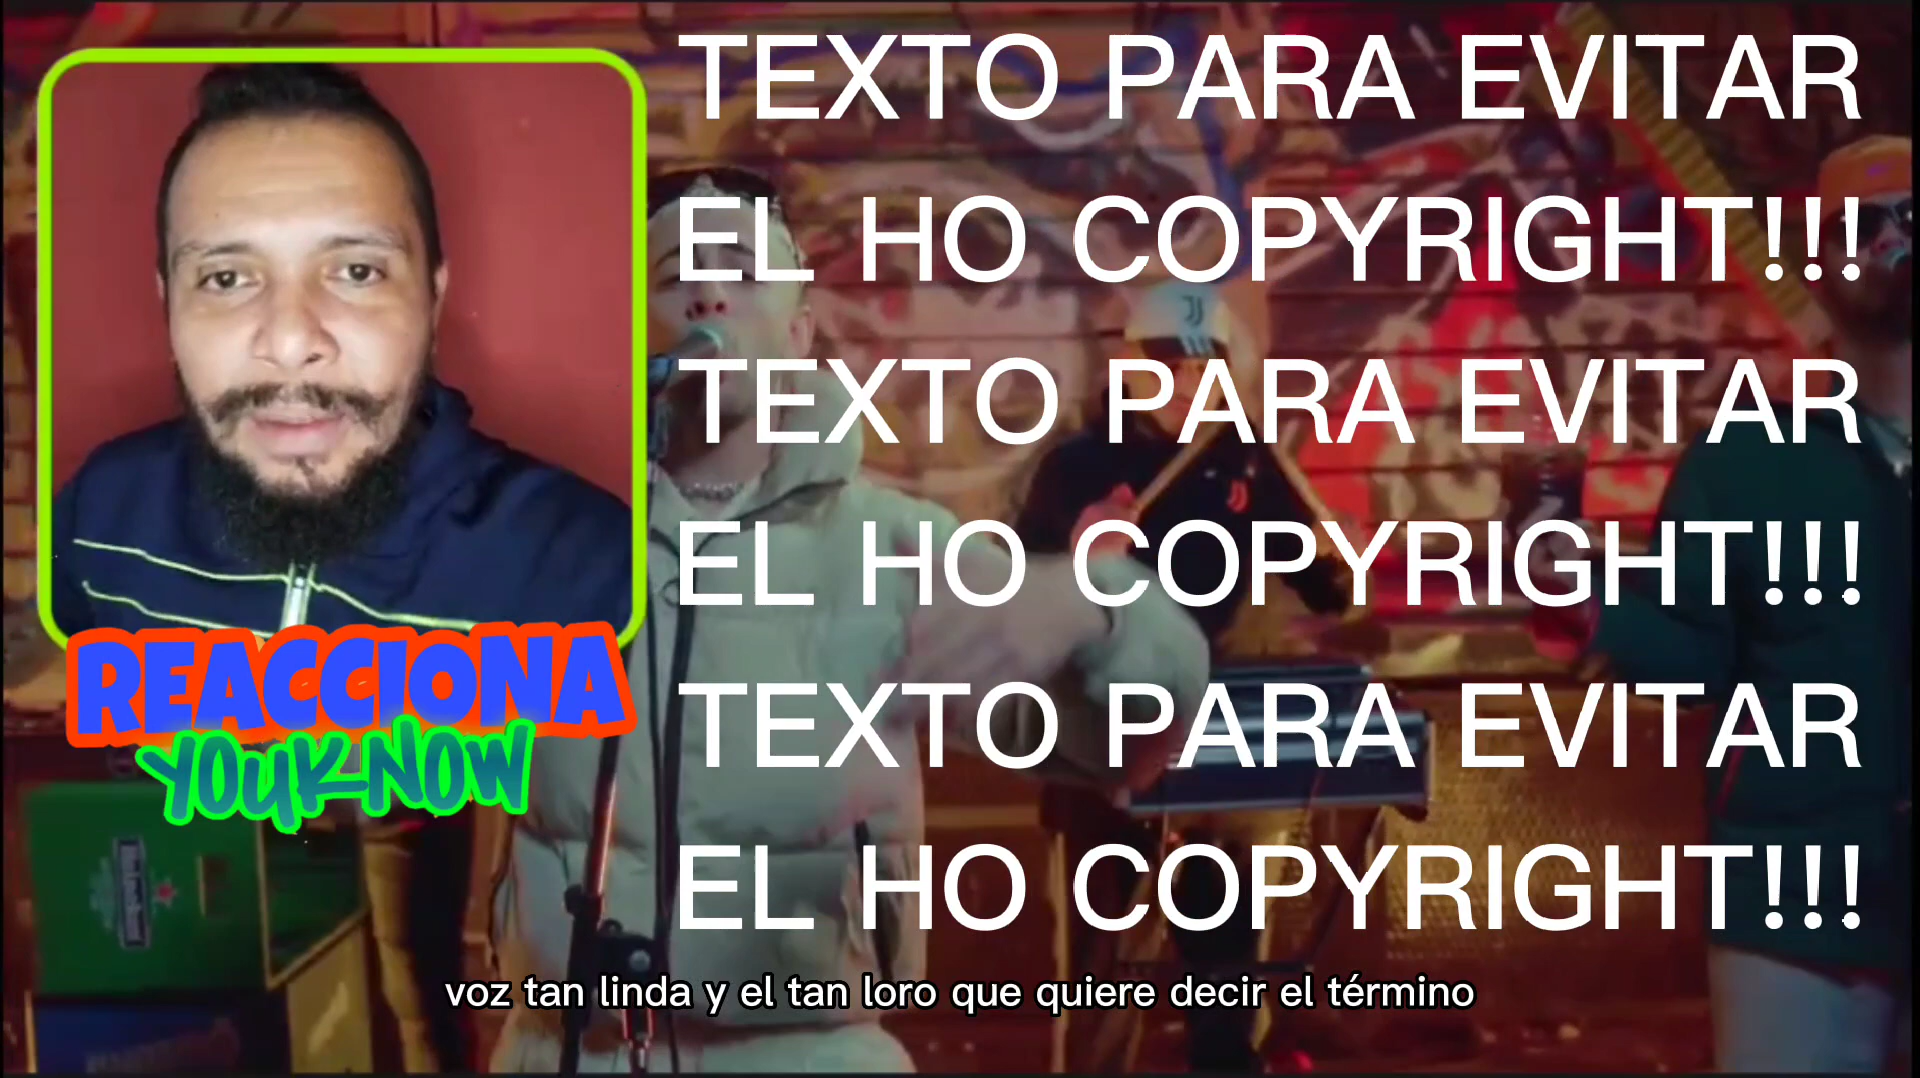 TEXTO PARA EVITAR
EL HO COPYRIGHT!!!
TEXTO PARA EVITAR
EL HO COPYRIGHT!!!
TEXTO PARA EVITAR
EL HO COPYRIGHT!!!
REACCIONA
YOUKNOW
Heineken
voz tan linda y el tan loro que quiere decir el término